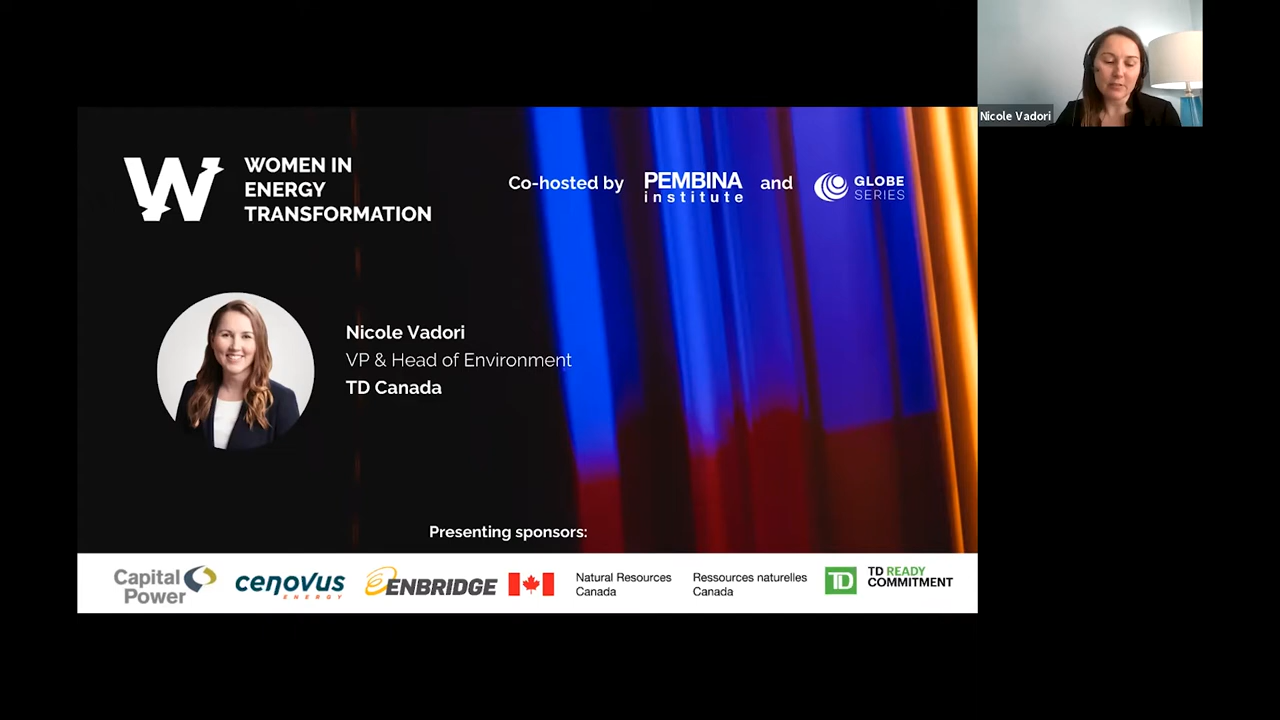 Nicole Vadori
W
WOMEN IN
ENERGY
TRANSFORMATION
Co-hosted by PEMBINA institute and GLOBE SERIES
Nicole Vadori
VP & Head of Environment
TD Canada
Presenting sponsors:
Capital Power
cenovus ENERGY
ENBRIDGE
Natural Resources Canada
Ressources naturelles Canada
TD
TD READY COMMITMENT